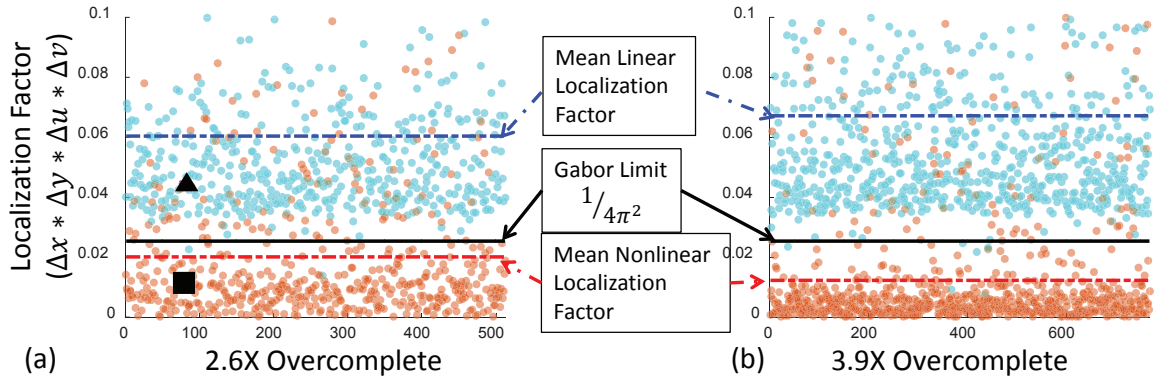 Localization Factor
(Δx * Δy * Δu * Δv)
0.1
0.08
0.06
0.04
0.02
0
0 100 200 300 400 500
(a) 2.6X Overcomplete
Mean Linear
Localization
Factor
Gabor Limit
1/4π²
Mean Nonlinear
Localization
Factor
0.1
0.08
0.06
0.04
0.02
0
0 200 400 600
(b) 3.9X Overcomplete